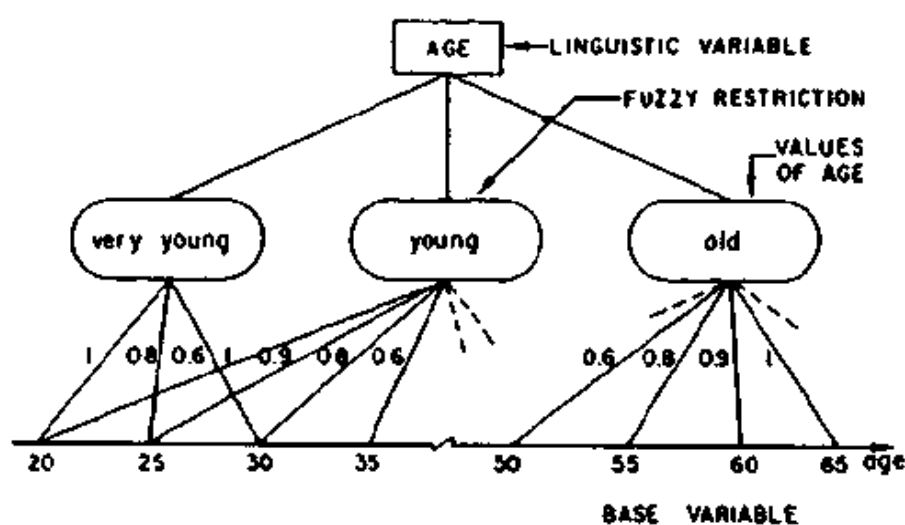 AGE
LINGUISTIC VARIABLE
FUZZY RESTRICTION
VALUES
OF AGE
very young
young
old
1 0.8 0.6 1 0.9 0.8 0.6 0.6 0.8 0.9 1
20 25 30 35 50 55 60 65 age
BASE VARIABLE